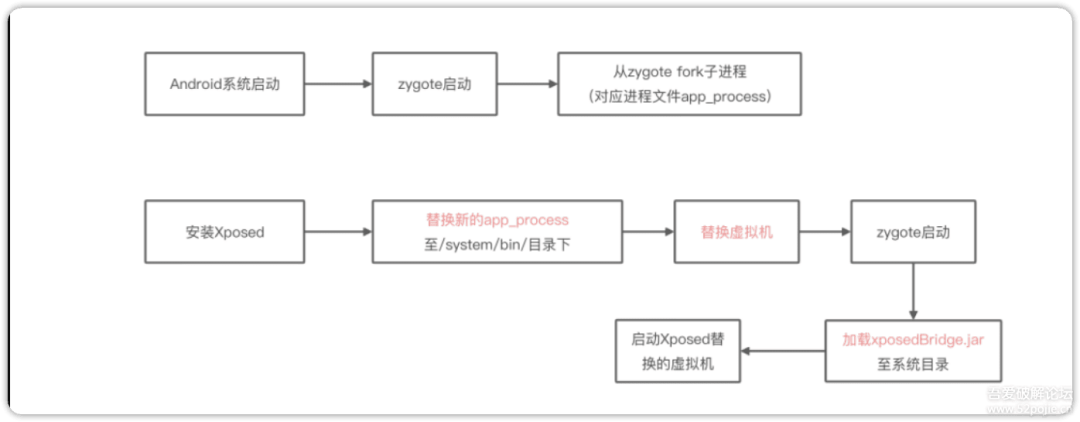 Android系统启动
zygote启动
从zygote fork子进程
（对应进程文件app_process）
安装Xposed
替换新的app_process
至/system/bin/目录下
替换虚拟机
zygote启动
加载xposedBridge.jar
至系统目录
启动Xposed替
换的虚拟机
吾爱破解论坛
www.52pojie.cn